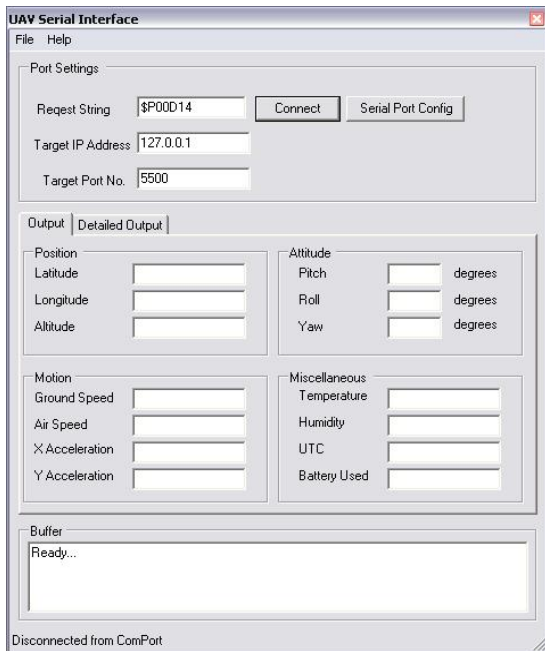 UAV Serial Interface
File Help
Port Settings
Reqest String $P00D14 Connect Serial Port Config
Target IP Address 127.0.0.1
Target Port No. 5500
Output Detailed Output
Position
Latitude
Longitude
Altitude
Attitude
Pitch degrees
Roll degrees
Yaw degrees
Motion
Ground Speed
Air Speed
X Acceleration
Y Acceleration
Miscellaneous
Temperature
Humidity
UTC
Battery Used
Buffer
Ready...
Disconnected from ComPort